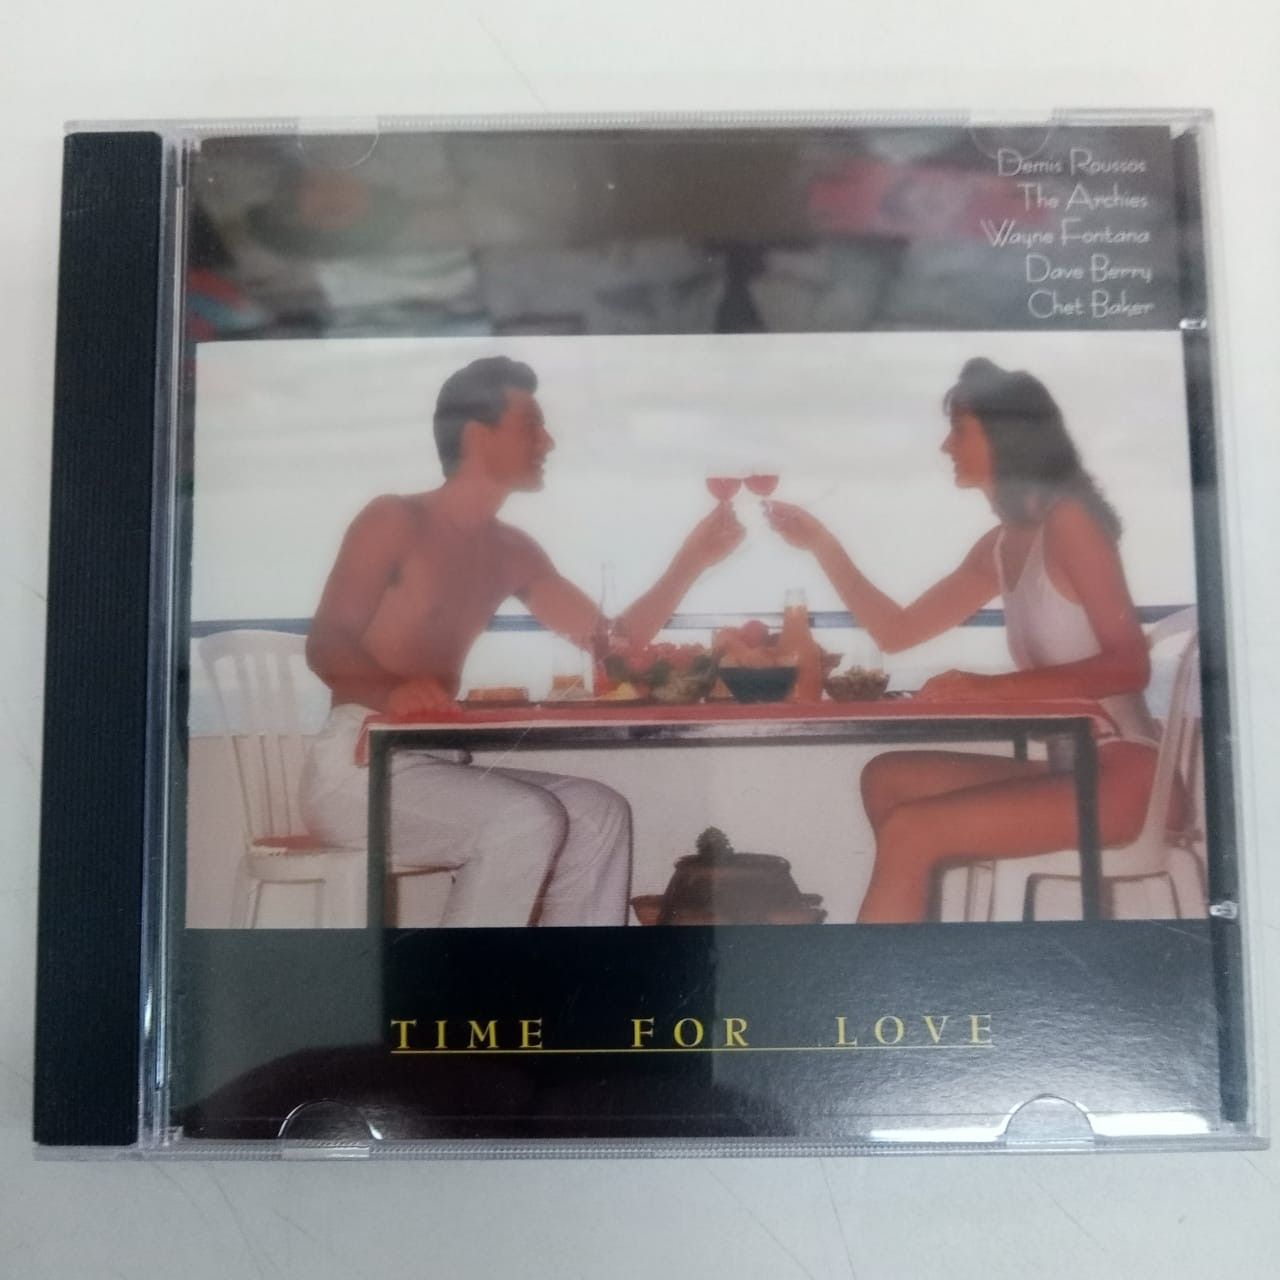 Demis Roussos
The Archies
Wayne Fontana
Dave Berry
Chet Baker
TIME FOR LOVE